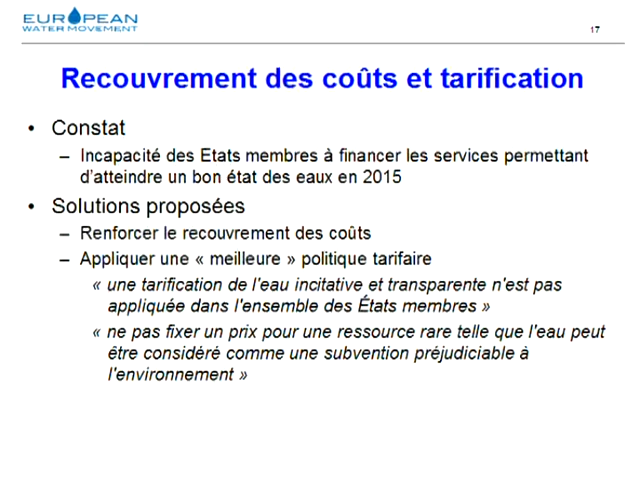 EUROPEAN
WATER MOVEMENT
17
Recouvrement des coûts et tarification
• Constat
– Incapacité des Etats membres à financer les services permettant
d'atteindre un bon état des eaux en 2015
• Solutions proposées
– Renforcer le recouvrement des coûts
– Appliquer une « meilleure » politique tarifaire
« une tarification de l'eau incitative et transparente n'est pas
appliquée dans l'ensemble des États membres »
« ne pas fixer un prix pour une ressource rare telle que l'eau peut
être considéré comme une subvention préjudiciable à
l'environnement »